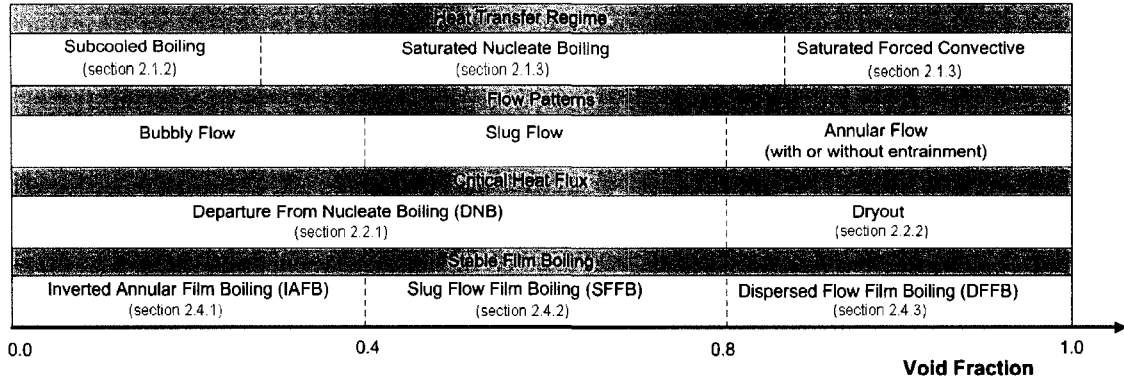 Heat Transfer Regime
Subcooled Boiling Saturated Nucleate Boiling Saturated Forced Convective
(section 2.1.2) (section 2.1.3) (section 2.1.3)
Flow Patterns
Bubbly Flow Slug Flow Annular Flow
(with or without entrainment)
Critical Heat Flux
Departure From Nucleate Boiling (DNB) Dryout
(section 2.2.1) (section 2.2.2)
Stable Film Boiling
Inverted Annular Film Boiling (IAFB) Slug Flow Film Boiling (SFFB) Dispersed Flow Film Boiling (DFFB)
(section 2.4.1) (section 2.4.2) (section 2.4.3)
0.0 0.4 0.8 1.0
Void Fraction